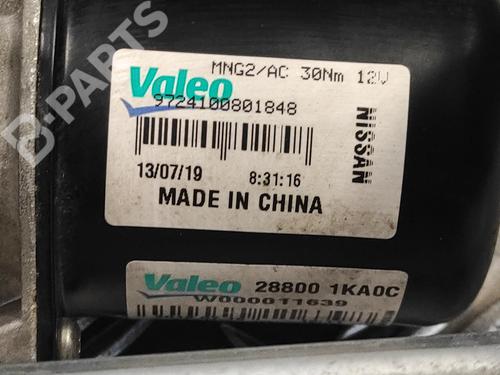 B-PARTS
MNG2/AC 30Nm 12V
Valeo
9724100801848
NISSAN
13/07/19 8:31:16
MADE IN CHINA
Valeo 28800 1KA0C
W000011639